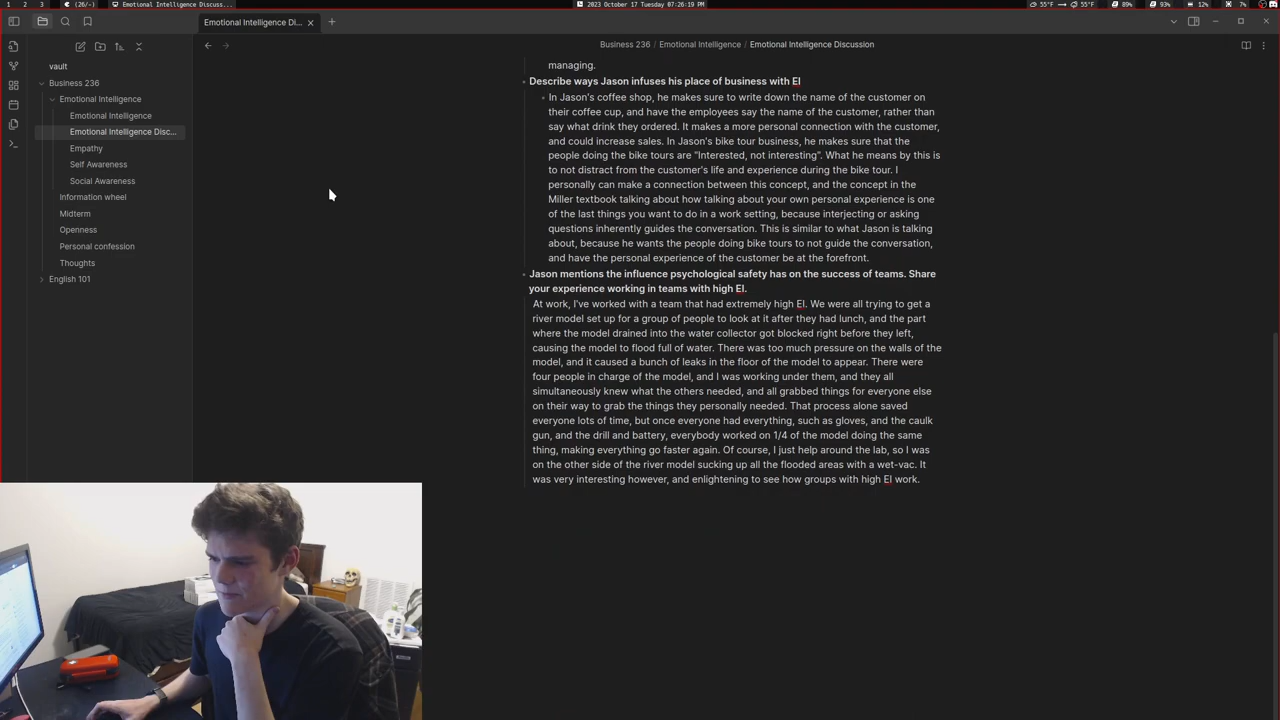 1 2 3 (26/-) Emotional Intelligence Discuss... 2023 October 17 Tuesday 07:26:19 PM 55°F 55°F 89% 93% 12% 7%
Emotional Intelligence Di...
Business 236 / Emotional Intelligence / Emotional Intelligence Discussion
vault
Business 236
Emotional Intelligence
Emotional Intelligence
Emotional Intelligence Disc...
Empathy
Self Awareness
Social Awareness
Information wheel
Midterm
Openness
Personal confession
Thoughts
English 101
managing.
Describe ways Jason infuses his place of business with EI
In Jason's coffee shop, he makes sure to write down the name of the customer on
their coffee cup, and have the employees say the name of the customer, rather than
say what drink they ordered. It makes a more personal connection with the customer,
and could increase sales. In Jason's bike tour business, he makes sure that the
people doing the bike tours are "Interested, not interesting". What he means by this is
to not distract from the customer's life and experience during the bike tour. I
personally can make a connection between this concept, and the concept in the
Miller textbook talking about how talking about your own personal experience is one
of the last things you want to do in a work setting, because interjecting or asking
questions inherently guides the conversation. This is similar to what Jason is talking
about, because he wants the people doing bike tours to not guide the conversation,
and have the personal experience of the customer be at the forefront.
Jason mentions the influence psychological safety has on the success of teams. Share
your experience working in teams with high EI.
At work, I've worked with a team that had extremely high EI. We were all trying to get a
river model set up for a group of people to look at it after they had lunch, and the part
where the model drained into the water collector got blocked right before they left,
causing the model to flood full of water. There was too much pressure on the walls of the
model, and it caused a bunch of leaks in the floor of the model to appear. There were
four people in charge of the model, and I was working under them, and they all
simultaneously knew what the others needed, and all grabbed things for everyone else
on their way to grab the things they personally needed. That process alone saved
everyone lots of time, but once everyone had everything, such as gloves, and the caulk
gun, and the drill and battery, everybody worked on 1/4 of the model doing the same
thing, making everything go faster again. Of course, I just help around the lab, so I was
on the other side of the river model sucking up all the flooded areas with a wet-vac. It
was very interesting however, and enlightening to see how groups with high EI work.